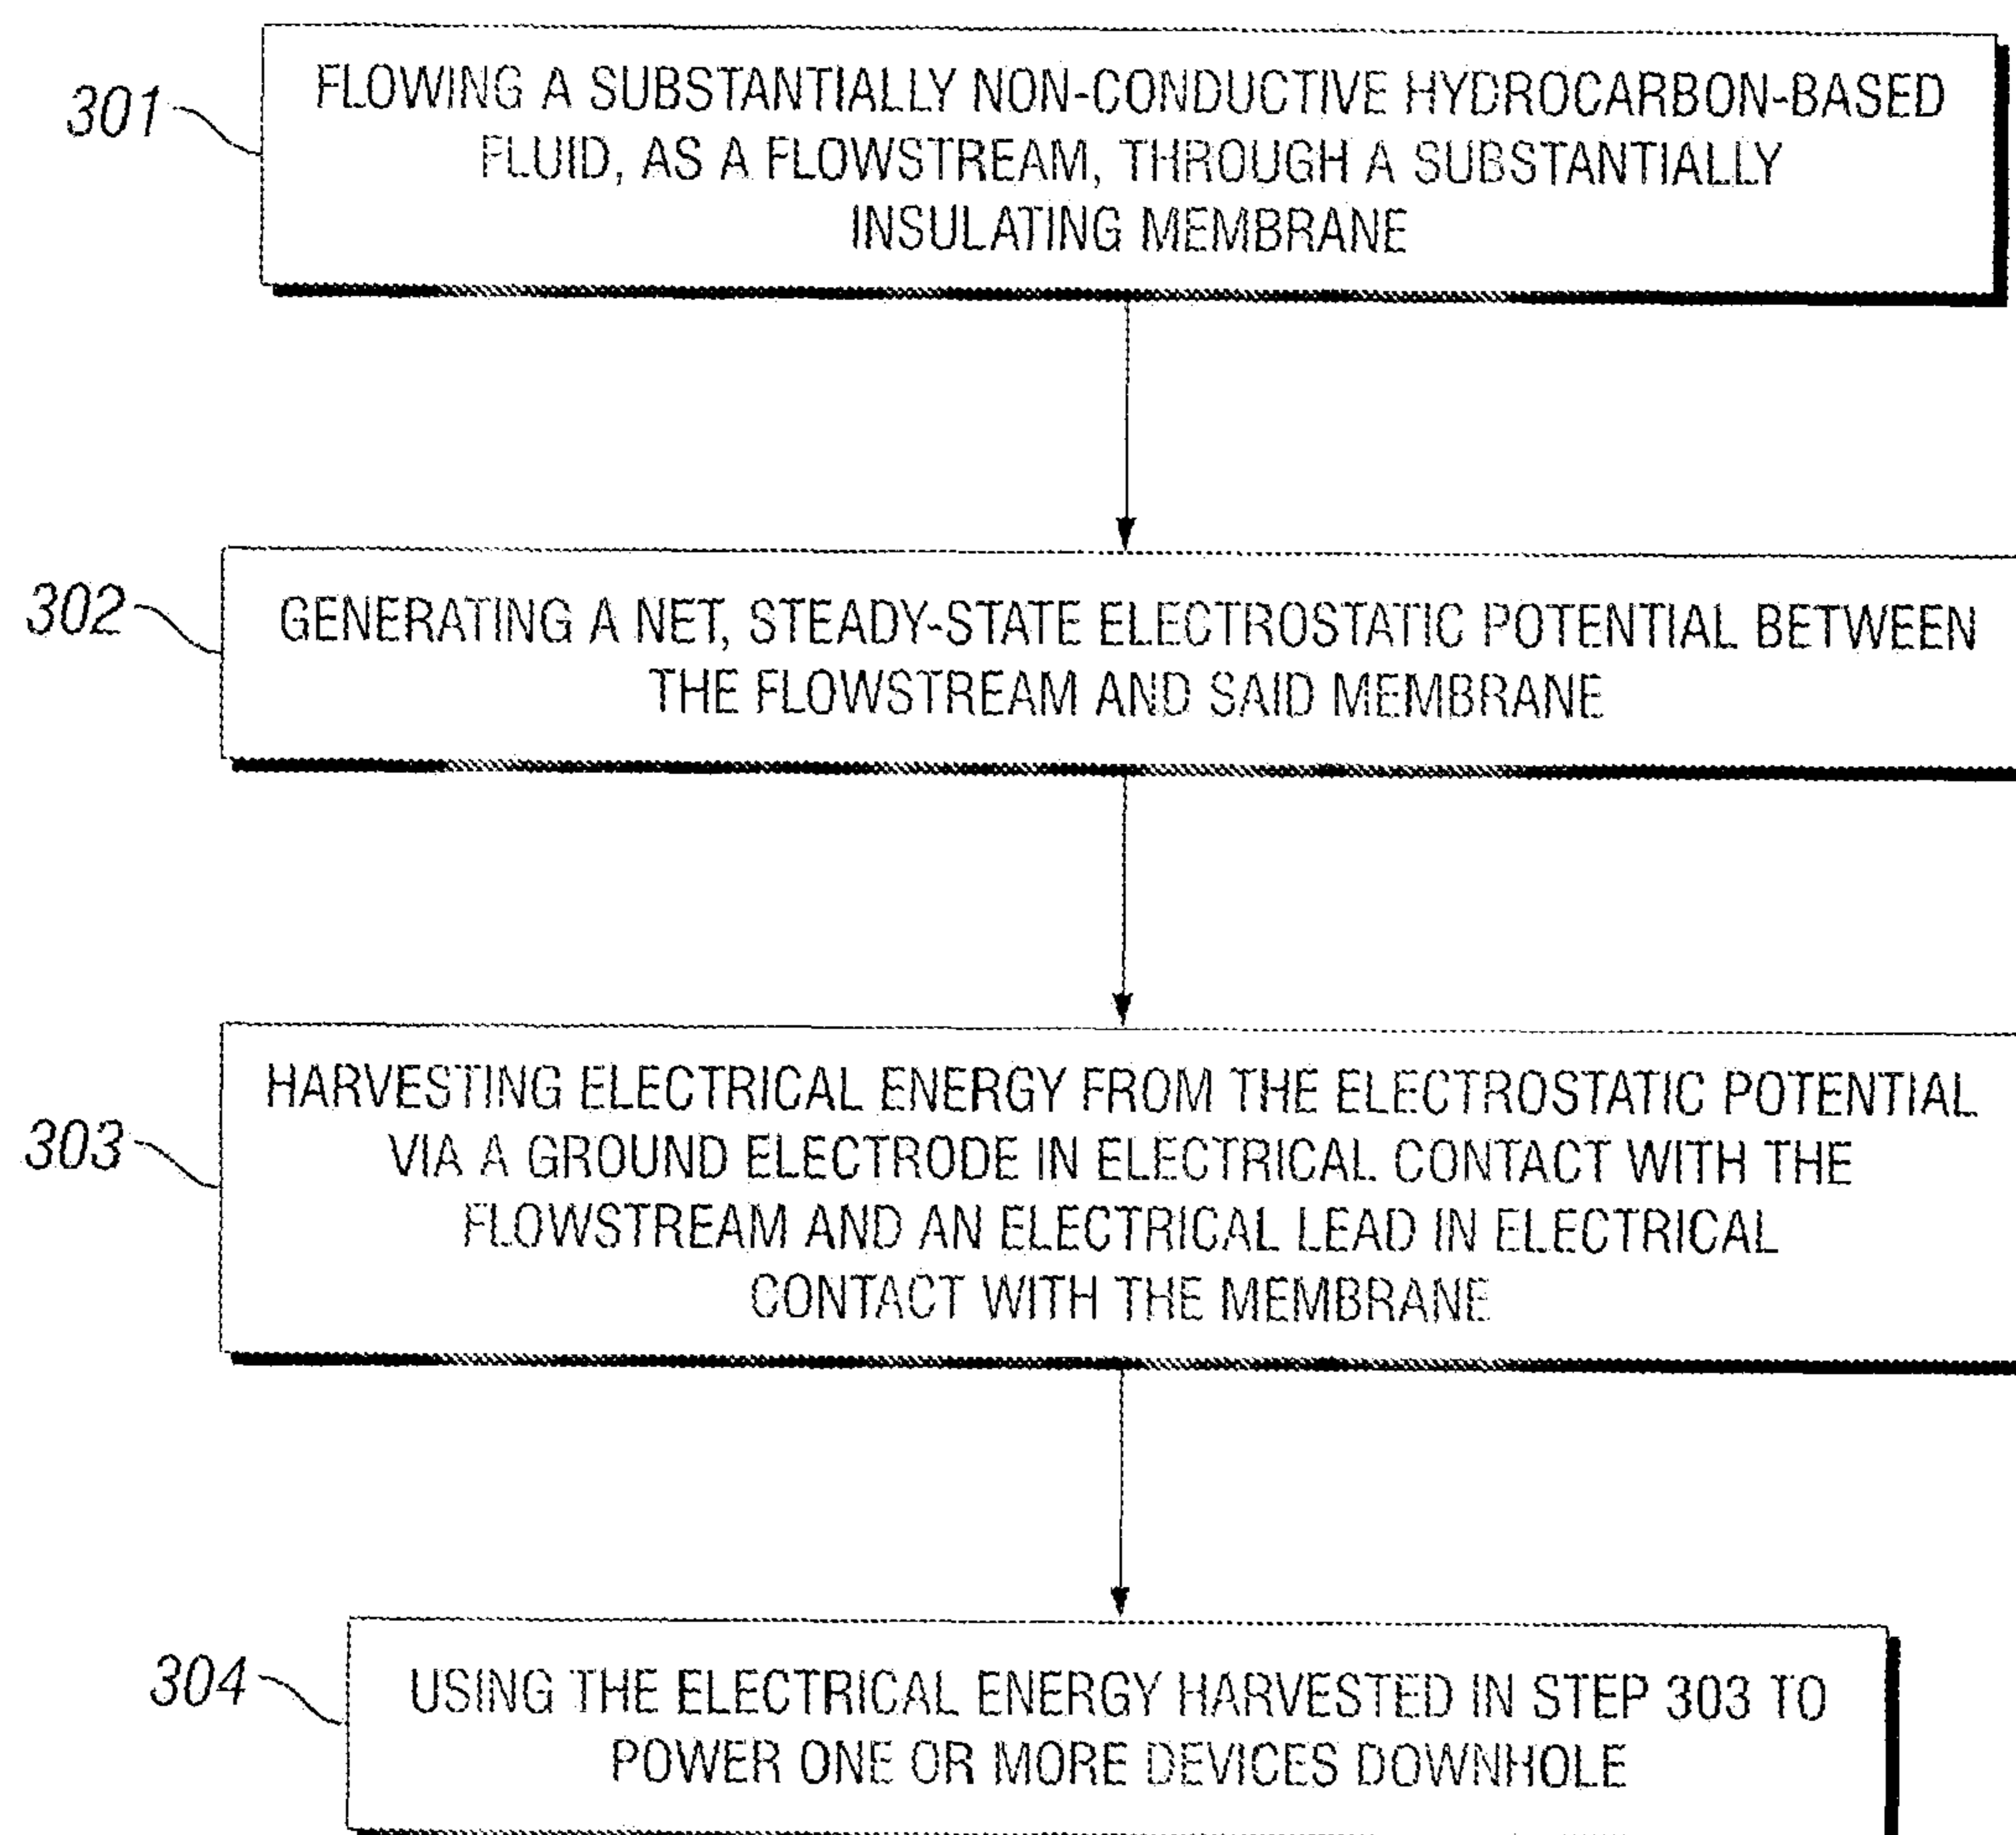 301
FLOWING A SUBSTANTIALLY NON-CONDUCTIVE HYDROCARBON-BASED
FLUID, AS A FLOWSTREAM, THROUGH A SUBSTANTIALLY
INSULATING MEMBRANE
302
GENERATING A NET, STEADY-STATE ELECTROSTATIC POTENTIAL BETWEEN
THE FLOWSTREAM AND SAID MEMBRANE
303
HARVESTING ELECTRICAL ENERGY FROM THE ELECTROSTATIC POTENTIAL
VIA A GROUND ELECTRODE IN ELECTRICAL CONTACT WITH THE
FLOWSTREAM AND AN ELECTRICAL LEAD IN ELECTRICAL
CONTACT WITH THE MEMBRANE
304
USING THE ELECTRICAL ENERGY HARVESTED IN STEP 303 TO
POWER ONE OR MORE DEVICES DOWNHOLE